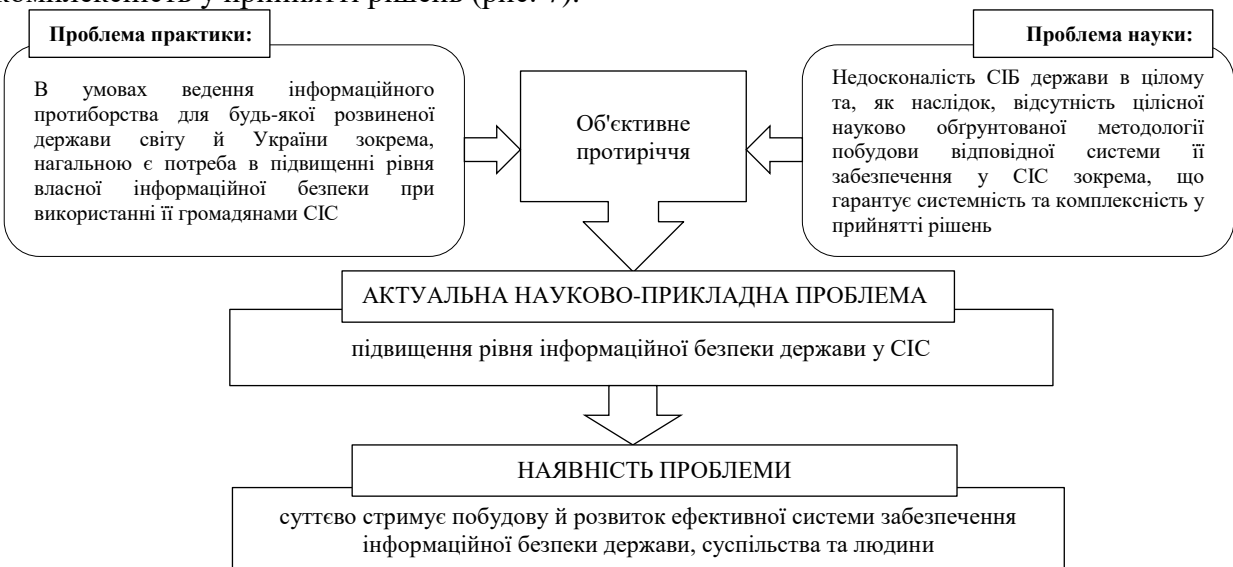 комплексність у прийнятті рішень (рис. 7).
Проблема практики:
В умовах ведення інформаційного
протиборства для будь-якої розвиненої
держави світу й України зокрема,
нагальною є потреба в підвищенні рівня
власної інформаційної безпеки при
використанні її громадянами СІС
Об'єктивне
протиріччя
Проблема науки:
Недосконалість СІБ держави в цілому
та, як наслідок, відсутність цілісної
науково обґрунтованої методології
побудови відповідної системи її
забезпечення у СІС зокрема, що
гарантує системність та комплексність у
прийнятті рішень
АКТУАЛЬНА НАУКОВО-ПРИКЛАДНА ПРОБЛЕМА
підвищення рівня інформаційної безпеки держави у СІС
НАЯВНІСТЬ ПРОБЛЕМИ
суттєво стримує побудову й розвиток ефективної системи забезпечення
інформаційної безпеки держави, суспільства та людини